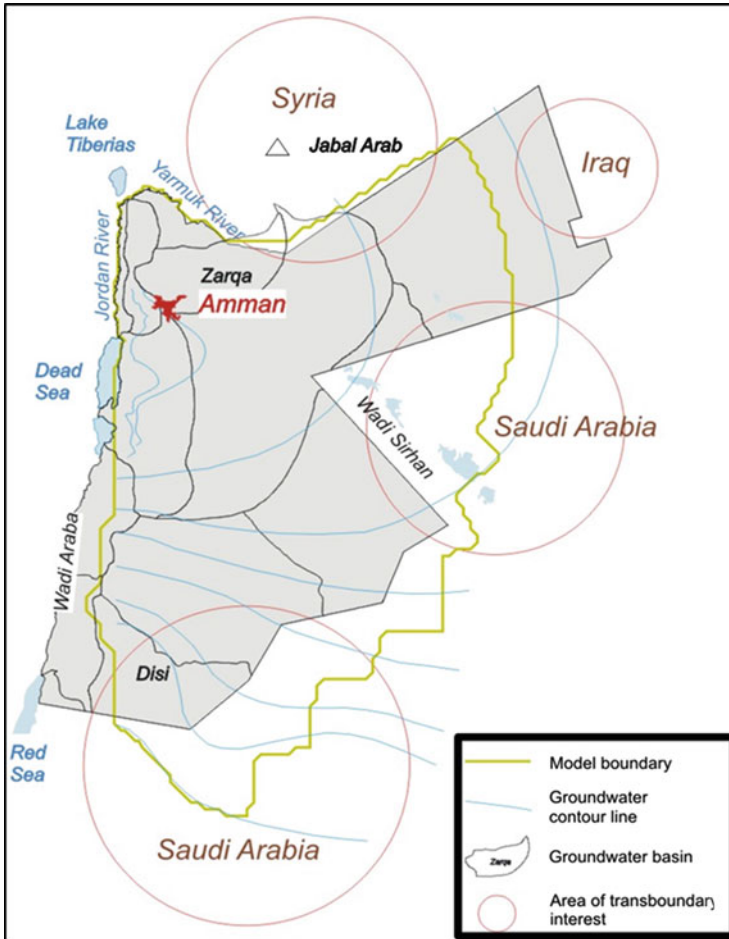 Syria
Lake
Tiberias
Jabal Arab
Iraq
Yarmuk River
Jordan River
Zarqa
Amman
Dead
Sea
Wadi Sirhan
Saudi Arabia
Wadi Araba
Disi
Red
Sea
Saudi Arabia
Model boundary
Groundwater
contour line
Zarqa
Groundwater basin
Area of transboundary
interest